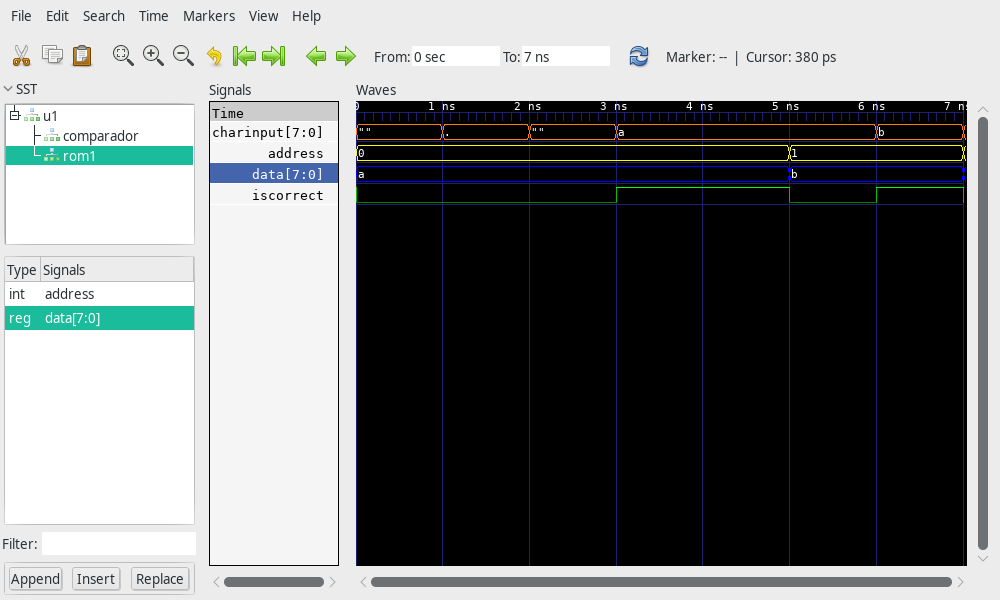 File Edit Search Time Markers View Help
From: 0 sec To: 7 ns Marker: -- | Cursor: 380 ps
SST
u1
comparador
rom1
Type Signals
int address
reg data[7:0]
Filter:
Append Insert Replace
Signals
Time
charinput[7:0]
address
data[7:0]
iscorrect
Waves
0 1 ns 2 ns 3 ns 4 ns 5 ns 6 ns 7 ns
"" . "" a b
0 1
a b